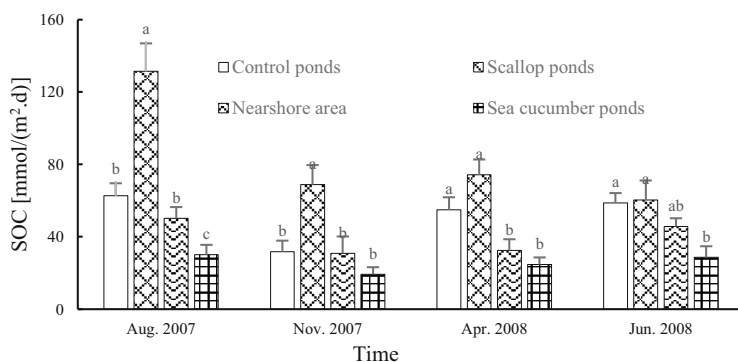 160
120
80
40
0
SOC [mmol/(m².d)]
Control ponds
Scallop ponds
Nearshore area
Sea cucumber ponds
b
a
b
c
b
a
b
b
a
a
b
b
a
a
ab
b
Aug. 2007
Nov. 2007
Apr. 2008
Jun. 2008
Time